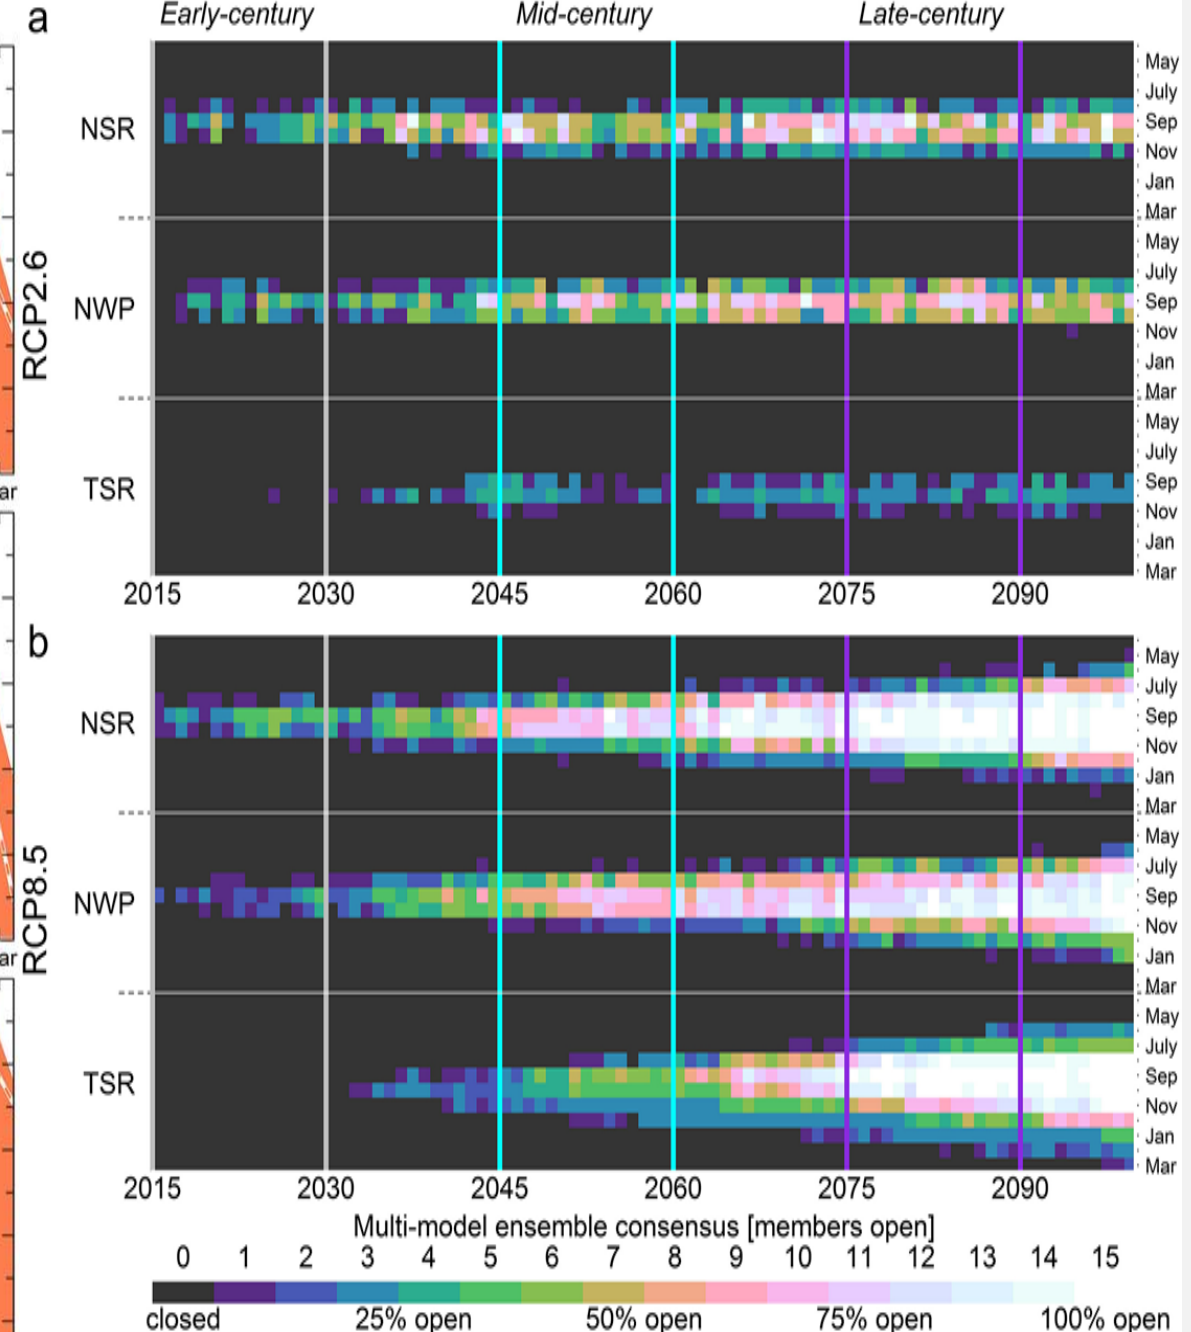 a
Early-century Mid-century Late-century
May
July
NSR Sep
Nov
Jan
Mar
May
July
NWP Sep
Nov
Jan
Mar
May
July
TSR Sep
Nov
Jan
Mar
RCP2.6
ar
2015 2030 2045 2060 2075 2090
b
May
July
NSR Sep
Nov
Jan
Mar
May
July
NWP Sep
Nov
Jan
Mar
May
July
TSR Sep
Nov
Jan
Mar
RCP8.5
ar
2015 2030 2045 2060 2075 2090
Multi-model ensemble consensus [members open]
0 1 2 3 4 5 6 7 8 9 10 11 12 13 14 15
closed 25% open 50% open 75% open 100% open